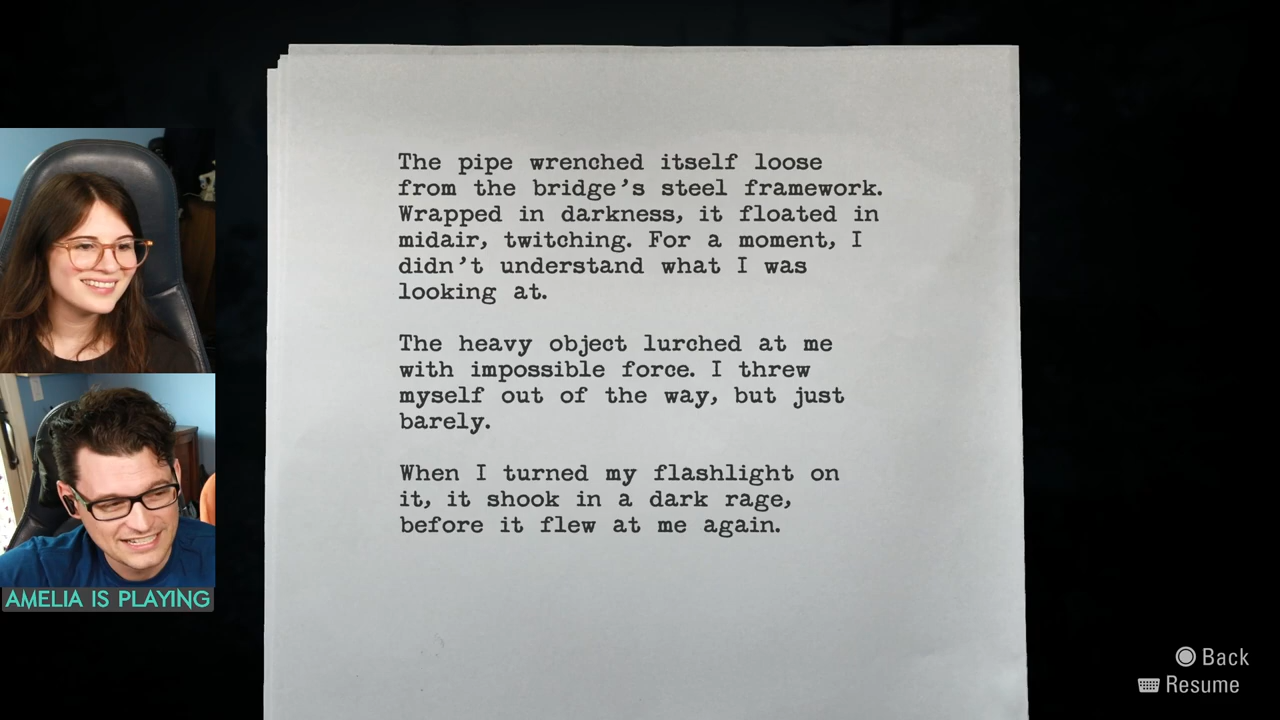 The pipe wrenched itself loose
from the bridge's steel framework.
Wrapped in darkness, it floated in
midair, twitching. For a moment, I
didn't understand what I was
looking at.
The heavy object lurched at me
with impossible force. I threw
myself out of the way, but just
barely.
When I turned my flashlight on
it, it shook in a dark rage,
before it flew at me again.
AMELIA IS PLAYING
Back
Resume